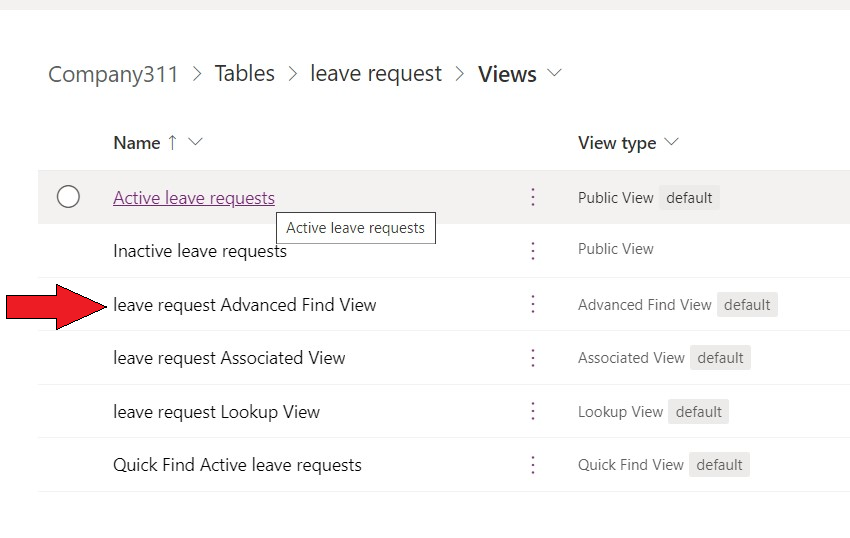 Company311 > Tables > leave request > Views
Name ↑ View type
Active leave requests ⋮ Public View default
Active leave requests
Inactive leave requests ⋮ Public View
leave request Advanced Find View ⋮ Advanced Find View default
leave request Associated View ⋮ Associated View default
leave request Lookup View ⋮ Lookup View default
Quick Find Active leave requests ⋮ Quick Find View default